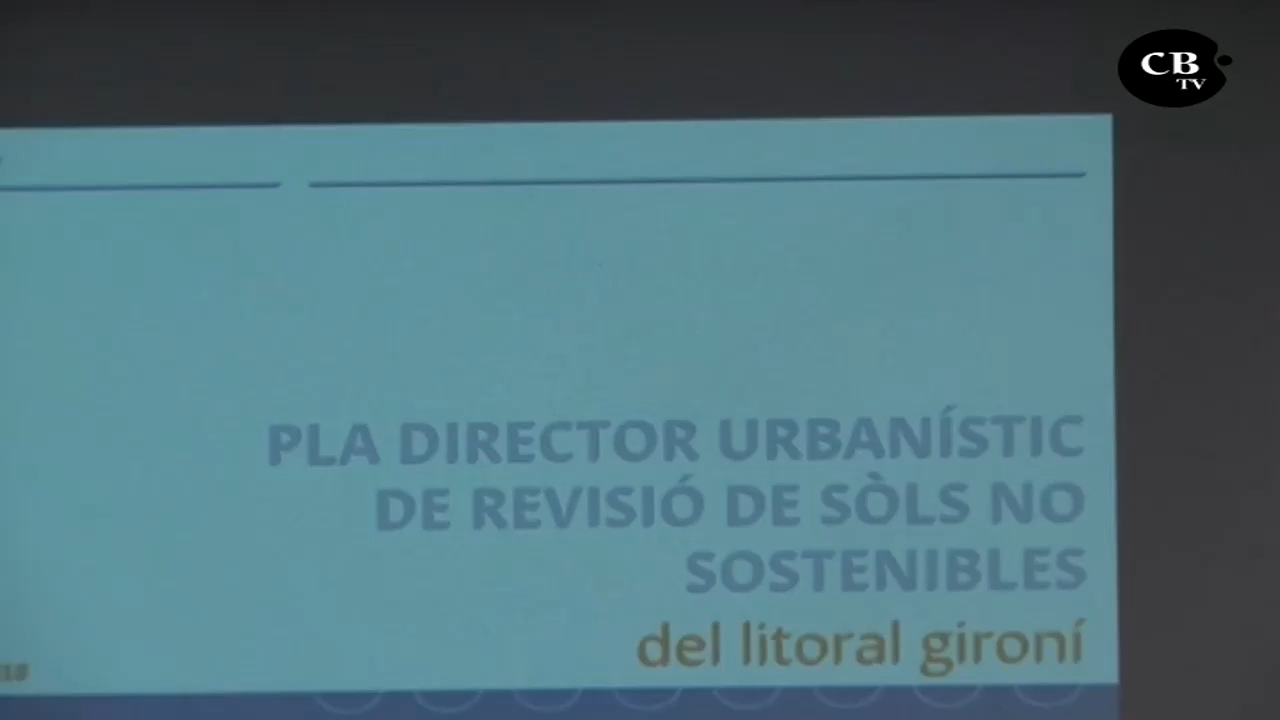 CB
TV
PLA DIRECTOR URBANÍSTIC
DE REVISIÓ DE SÒLS NO
SOSTENIBLES
del litoral gironí